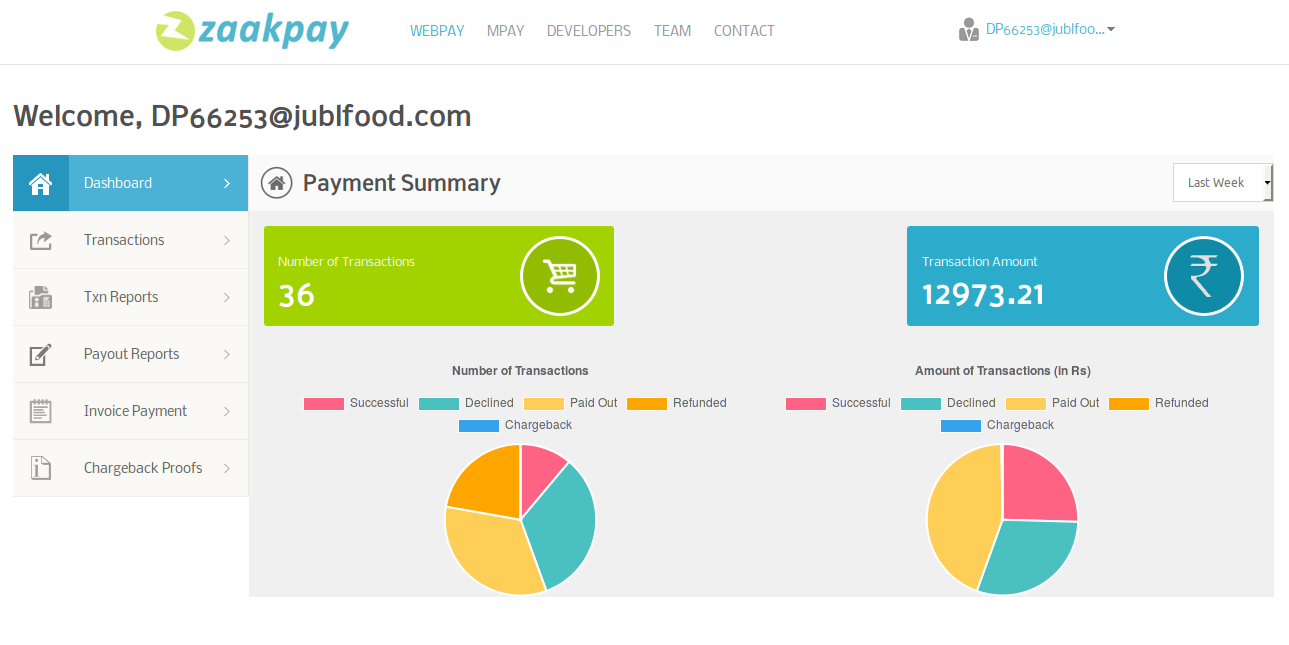 zaakpay
WEBPAY MPAY DEVELOPERS TEAM CONTACT
DP66253@jublfoo...
Welcome, DP66253@jublfood.com
Dashboard
Transactions
Txn Reports
Payout Reports
Invoice Payment
Chargeback Proofs
Payment Summary
Last Week
Number of Transactions
36
Transaction Amount
12973.21
Number of Transactions
Successful Declined Paid Out Refunded
Chargeback
Amount of Transactions (in Rs)
Successful Declined Paid Out Refunded
Chargeback